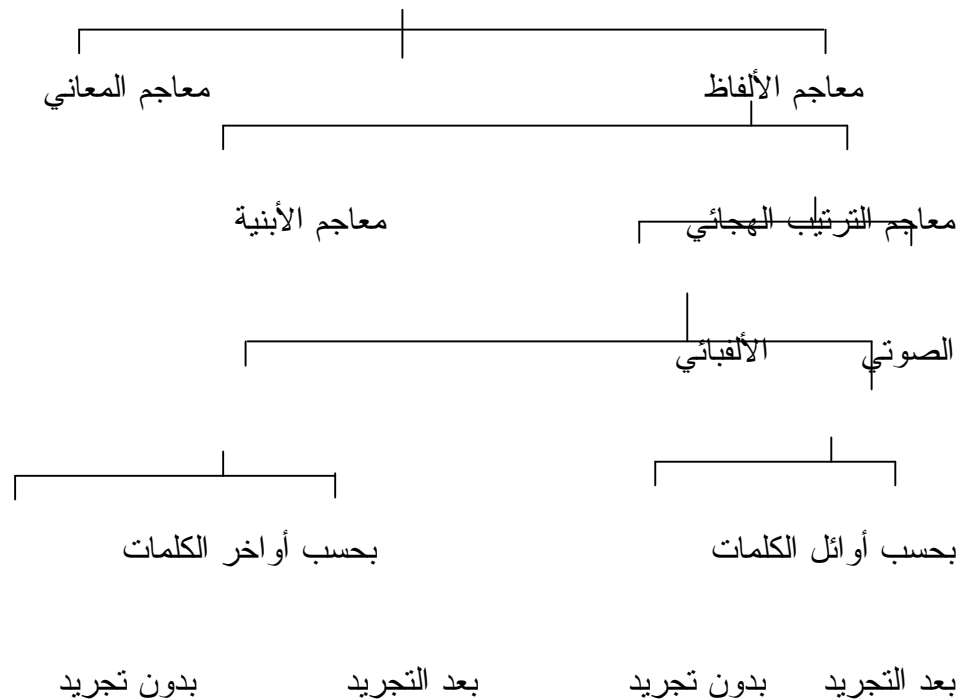 معاجم الألفاظ معاجم المعاني
معاجم الترتيب الهجائي معاجم الأبنية
الصوتي الألفبائي
بحسب أوائل الكلمات بحسب أواخر الكلمات
بعد التجريد بدون تجريد بعد التجريد بدون تجريد